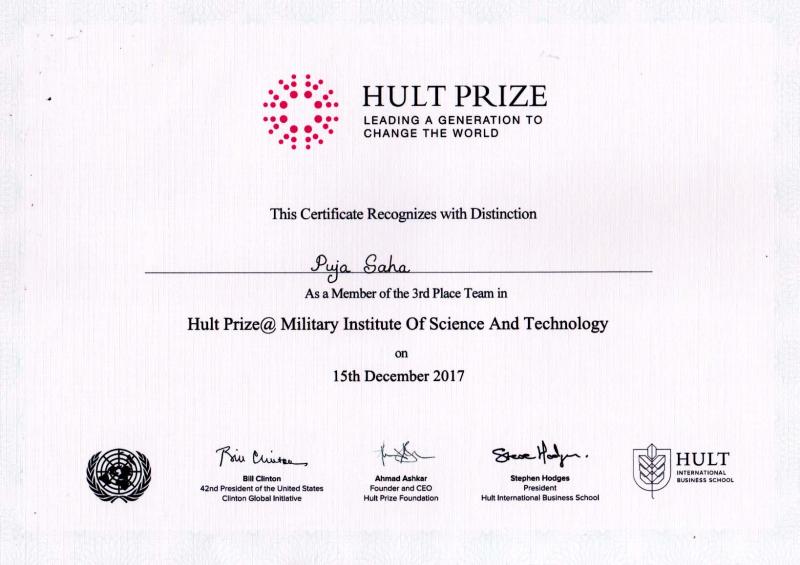 HULT PRIZE
LEADING A GENERATION TO
CHANGE THE WORLD
This Certificate Recognizes with Distinction
Puja Saha
As a Member of the 3rd Place Team in
Hult Prize@ Military Institute Of Science And Technology
on
15th December 2017
Bill Clinton
Bill Clinton
42nd President of the United States
Clinton Global Initiative
Ahmad Ashkar
Founder and CEO
Hult Prize Foundation
Steve Hodges.
Stephen Hodges
President
Hult International Business School
HULT
INTERNATIONAL
BUSINESS SCHOOL